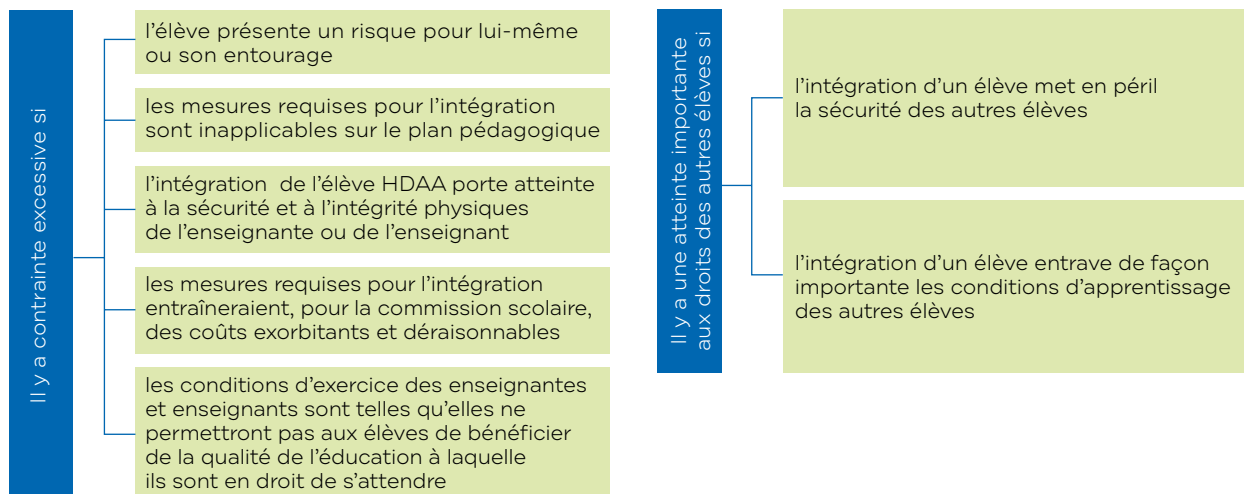 Il y a contrainte excessive si
l’élève présente un risque pour lui-même
ou son entourage
les mesures requises pour l’intégration
sont inapplicables sur le plan pédagogique
l’intégration de l’élève HDAA porte atteinte
à la sécurité et à l’intégrité physiques
de l’enseignante ou de l’enseignant
les mesures requises pour l’intégration
entraîneraient, pour la commission scolaire,
des coûts exorbitants et déraisonnables
les conditions d’exercice des enseignantes
et enseignants sont telles qu’elles ne
permettront pas aux élèves de bénéficier
de la qualité de l’éducation à laquelle
ils sont en droit de s’attendre
Il y a une atteinte importante
aux droits des autres élèves si
l’intégration d’un élève met en péril
la sécurité des autres élèves
l’intégration d’un élève entrave de façon
importante les conditions d’apprentissage
des autres élèves